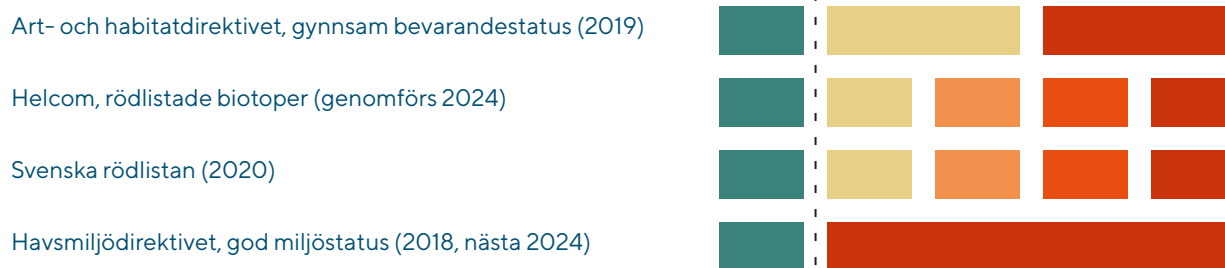 Art- och habitatdirektivet, gynnsam bevarandestatus (2019)
Helcom, rödlistade biotoper (genomförs 2024)
Svenska rödlistan (2020)
Havsmiljödirektivet, god miljöstatus (2018, nästa 2024)